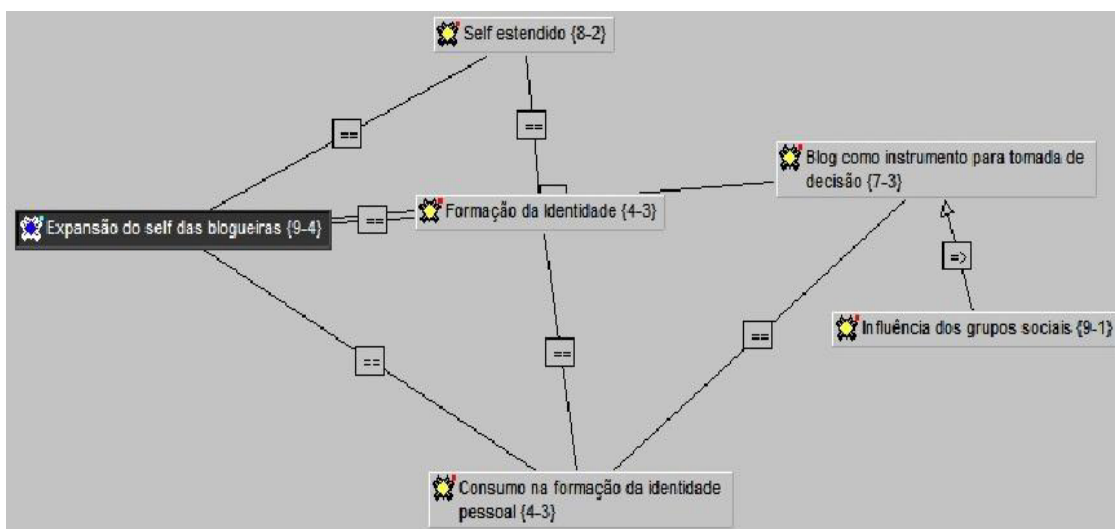 Self estendido {8-2}
==
==
Blog como instrumento para tomada de
decisão {7-3}
Expansão do self das blogueiras {9-4}
==
Formação da Identidade {4-3}
=>
Influência dos grupos sociais {9-1}
==
==
==
Consumo na formação da identidade
pessoal {4-3}